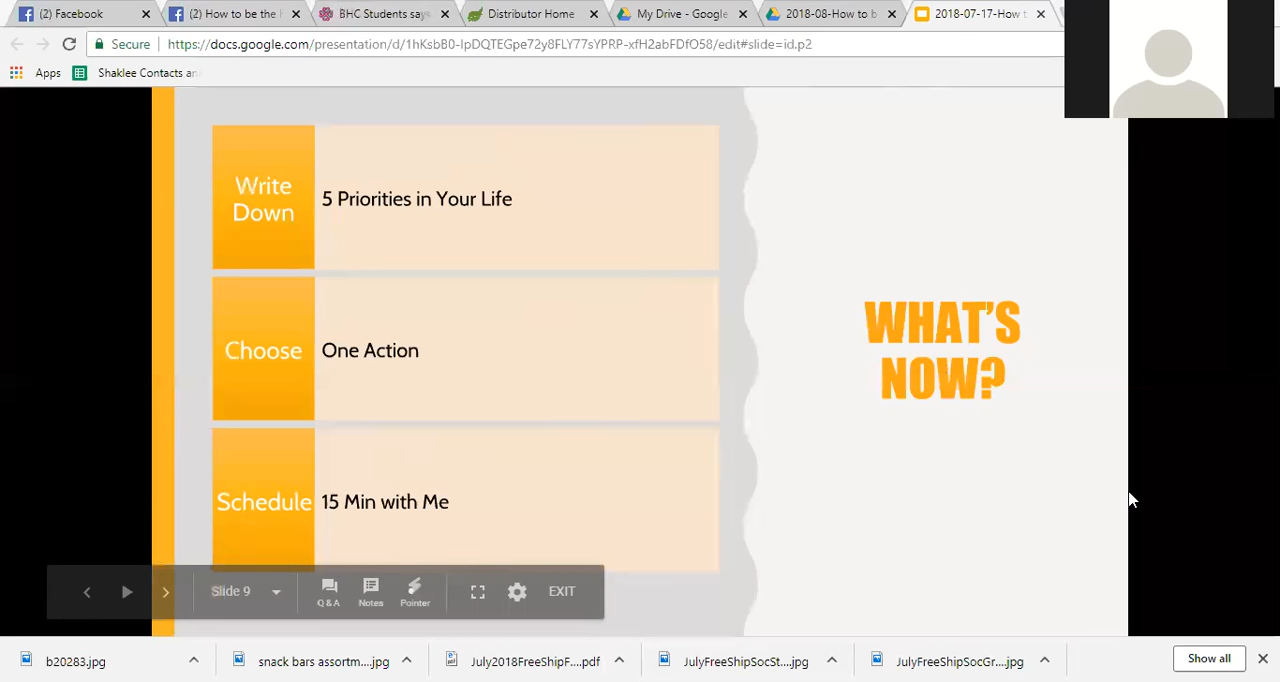 (2) Facebook
(2) How to be the H
BHC Students says
Distributor Home
My Drive - Google
2018-08-How to b
2018-07-17-How t
Secure
https://docs.google.com/presentation/d/1hKsbB0-IpDQTEGpe72y8FLY77sYPRP-xfH2abFDfO58/edit#slide=id.p2
Apps
Shaklee Contacts an
Write
Down
5 Priorities in Your Life
Choose
One Action
Schedule
15 Min with Me
WHAT'S
NOW?
Slide 9
Q & A
Notes
Pointer
EXIT
b20283.jpg
snack bars assortm....jpg
July2018FreeShipF....pdf
JulyFreeShipSocSt....jpg
JulyFreeShipSocGr....jpg
Show all